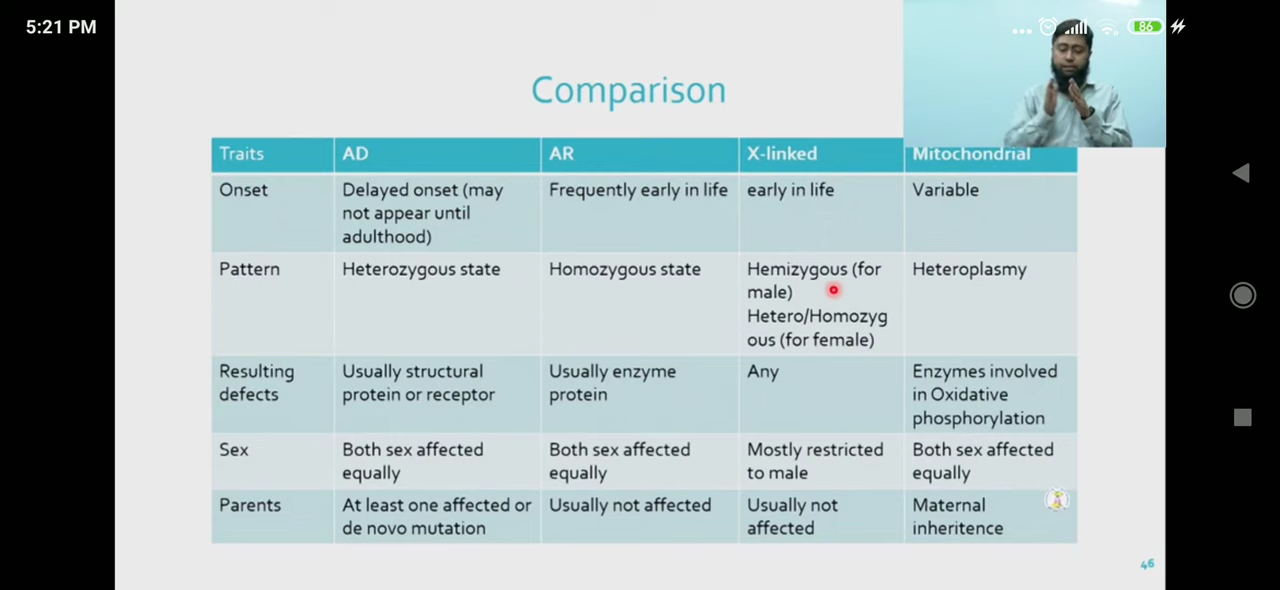 5:21 PM
86
Comparison
Traits AD AR X-linked Mitochondrial
Onset
Delayed onset (may
not appear until
adulthood)
Frequently early in life
early in life
Variable
Pattern
Heterozygous state
Homozygous state
Hemizygous (for
male)
Hetero/Homozyg
ous (for female)
Heteroplasmy
Resulting
defects
Usually structural
protein or receptor
Usually enzyme
protein
Any
Enzymes involved
in Oxidative
phosphorylation
Sex
Both sex affected
equally
Both sex affected
equally
Mostly restricted
to male
Both sex affected
equally
Parents
At least one affected or
de novo mutation
Usually not affected
Usually not
affected
Maternal
inheritence
46